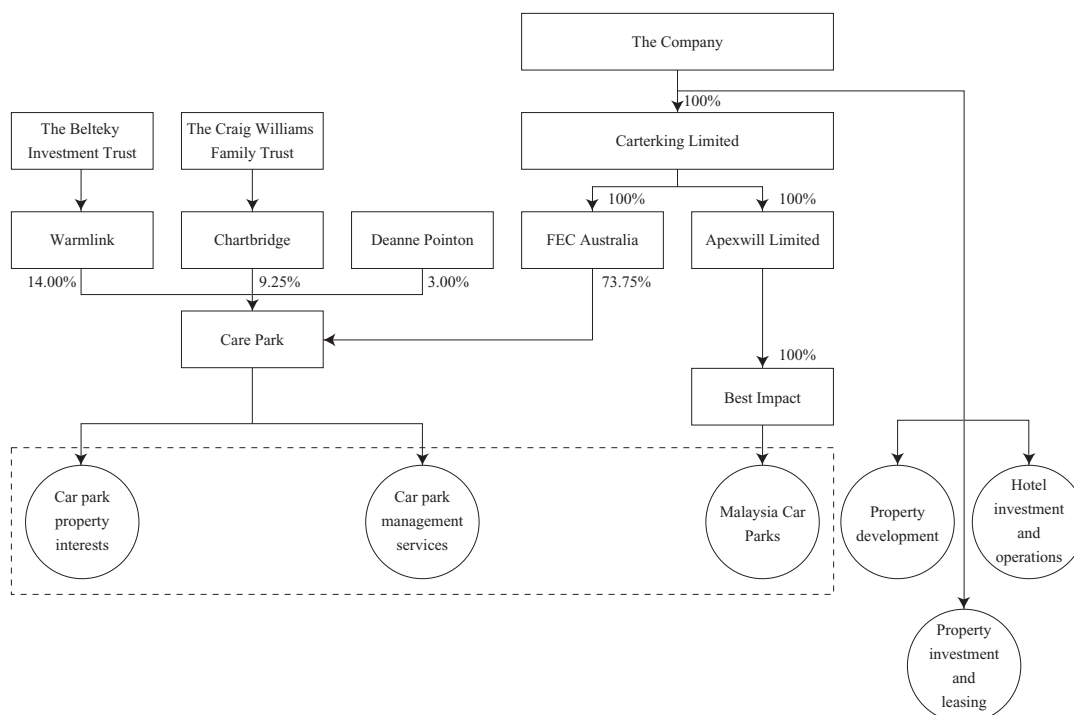 The Company
100%
The Belteky
Investment Trust
The Craig Williams
Family Trust
Carterking Limited
100%
100%
Warmlink
Chartbridge
Deanne Pointon
FEC Australia
Apexwill Limited
14.00%
9.25%
3.00%
73.75%
Care Park
100%
Best Impact
Car park
property
interests
Car park
management
services
Malaysia Car
Parks
Property
development
Hotel
investment
and
operations
Property
investment
and
leasing